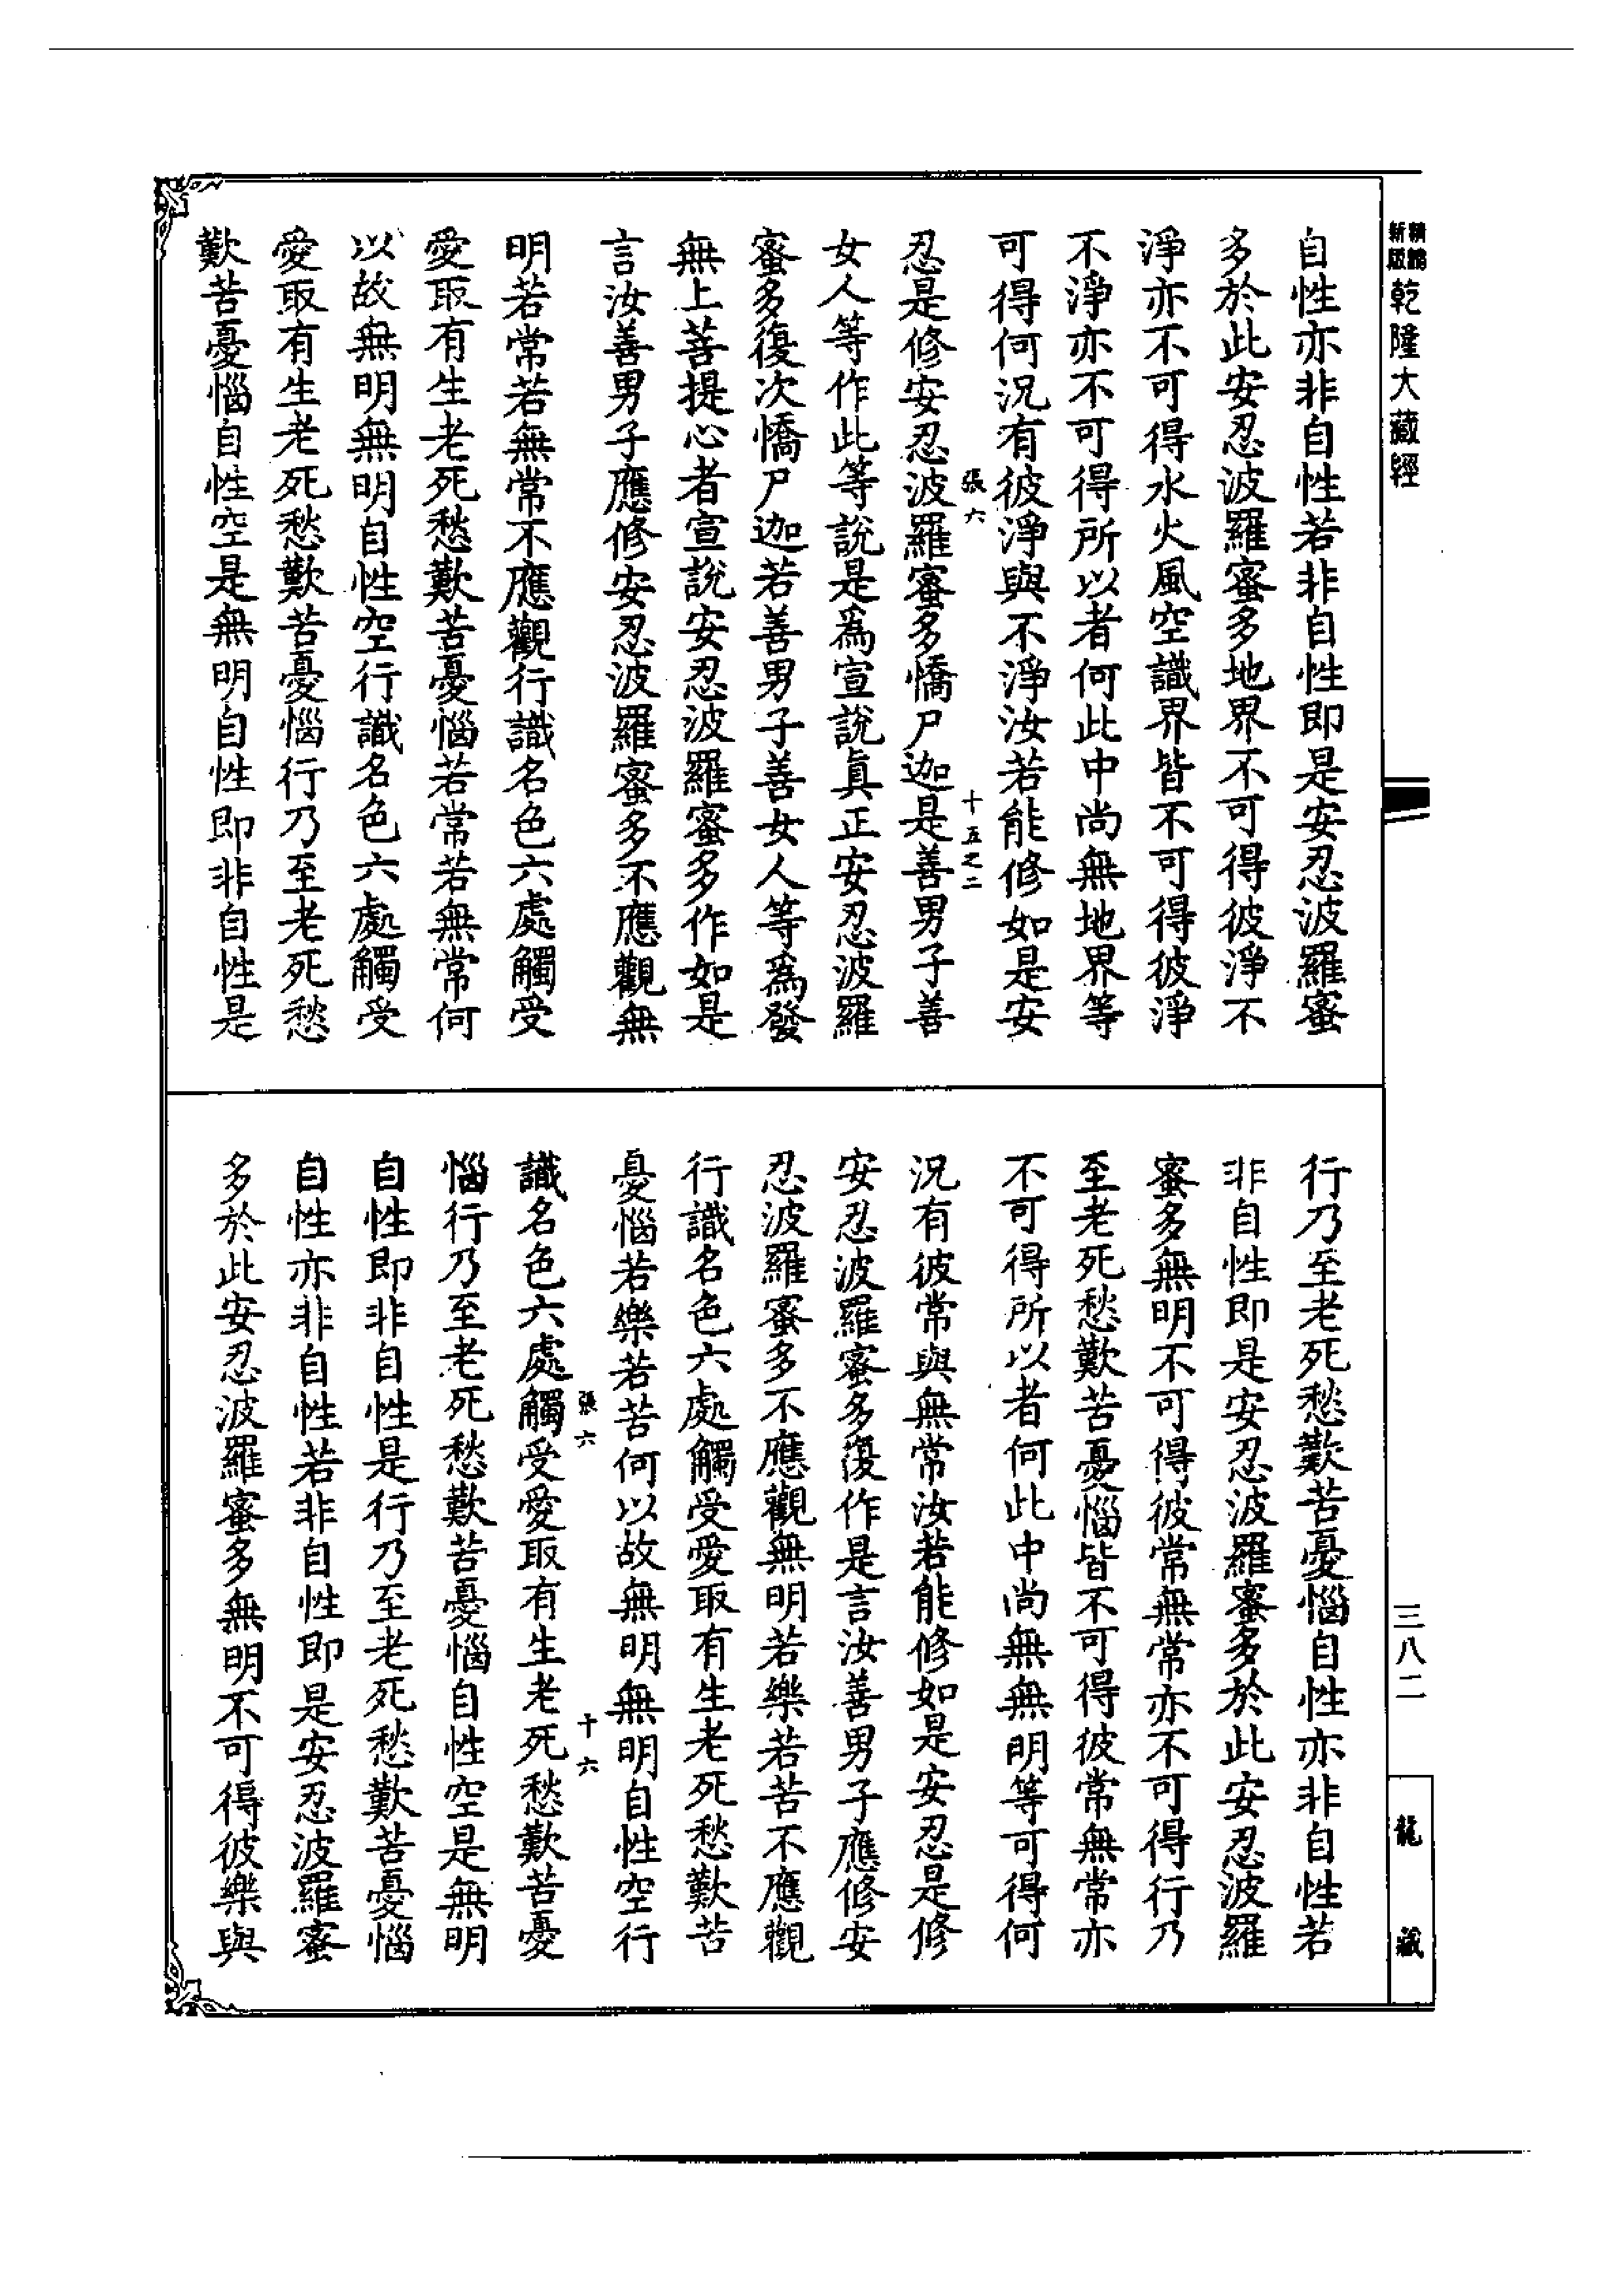 乾隆大藏經
自性亦非自性若非自性即是安忍波羅蜜
多於此安忍波羅蜜多地界不可得彼淨不
淨亦不可得水火風空識界皆不可得彼淨
不淨亦不可得所以者何此中尚無地界等
可得何況有彼淨與不淨汝若能修如是安
張六
十五之二
忍是修安忍波羅蜜多憍尸迦是善男子善
女人等作此等說是爲宣說眞正安忍波羅
蜜多復次憍尸迦若善男子善女人等爲發
無上菩提心者宣說安忍波羅蜜多作如是
言汝善男子應修安忍波羅蜜多不應觀無
明若常若無常不應觀行識名色六處觸受
愛取有生老死愁歎苦憂惱若常若無常何
以故無明無明自性空行識名色六處觸受
愛取有生老死愁歎苦憂惱行乃至老死愁
歎苦憂惱自性空是無明自性即非自性是
行乃至老死愁歎苦憂惱自性亦非自性若
非自性即是安忍波羅蜜多於此安忍波羅
蜜多無明不可得彼常無常亦不可得行乃
至老死愁歎苦憂惱皆不可得彼常無常亦
不可得所以者何此中尚無無明等可得何
況有彼常與無常汝若能修如是安忍是修
安忍波羅蜜多復作是言汝善男子應修安
忍波羅蜜多不應觀無明若樂若苦不應觀
行識名色六處觸受愛取有生老死愁歎苦
憂惱若樂若苦何以故無明無明自性空行
張六
十六
識名色六處觸受愛取有生老死愁歎苦憂
惱行乃至老死愁歎苦憂惱自性空是無明
自性即非自性是行乃至老死愁歎苦憂惱
自性亦非自性若非自性即是安忍波羅蜜
多於此安忍波羅蜜多無明不可得彼樂與
三八二
龍藏